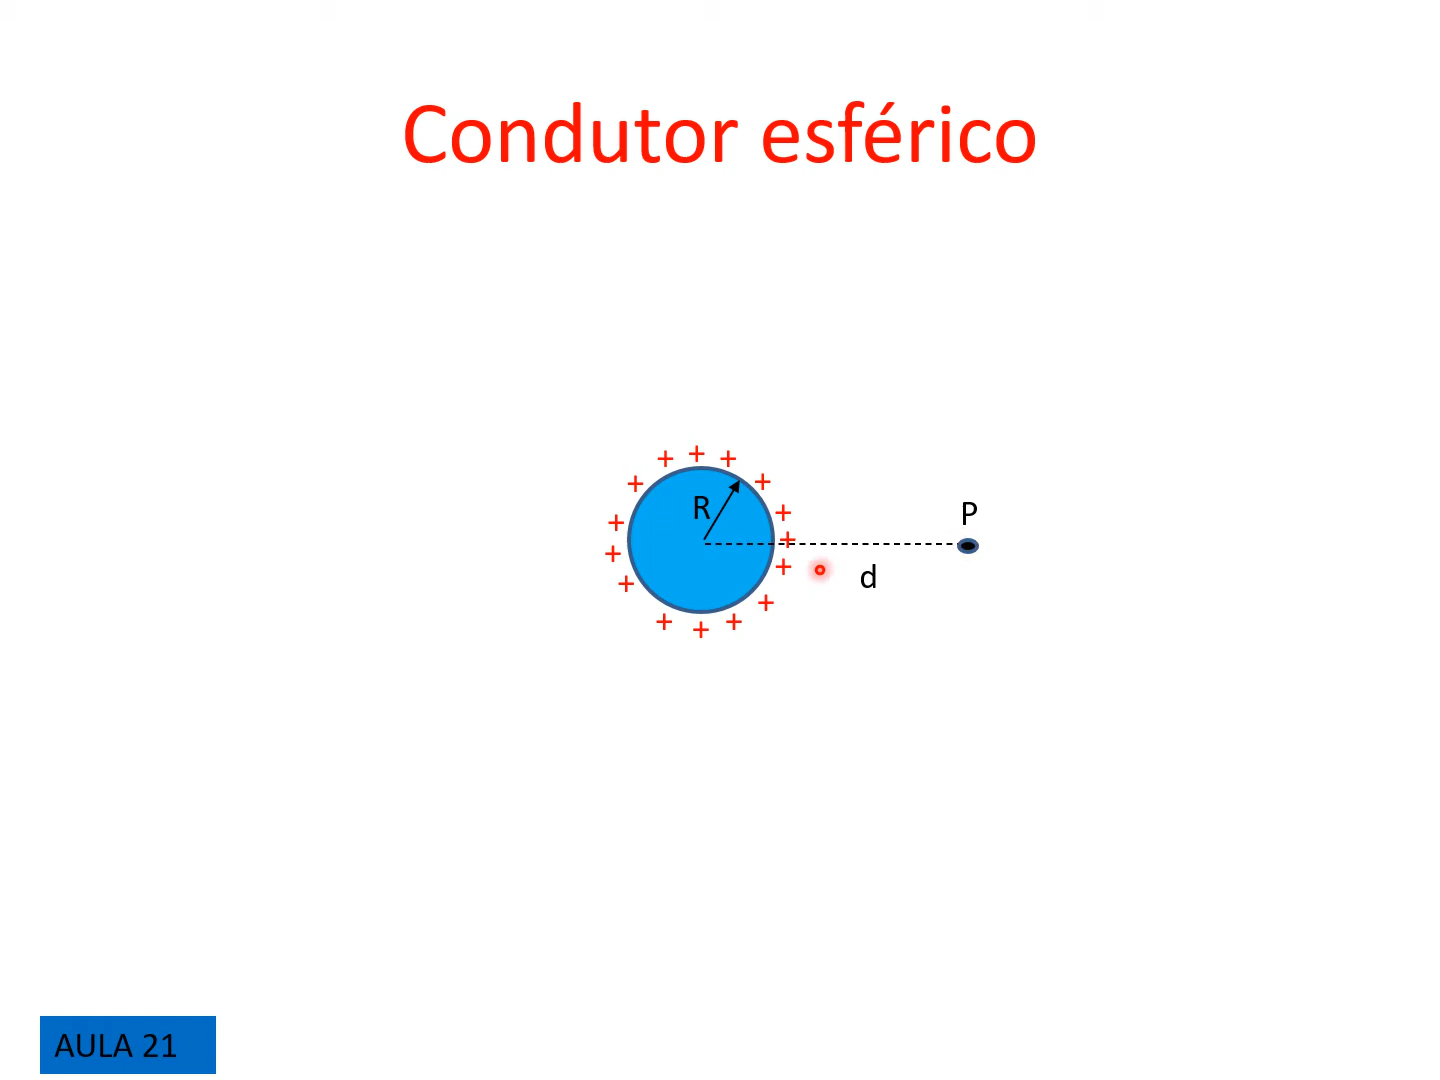 Condutor esférico
+ + +
+ +
R
+ +
P
+ +
+ +
d
+ +
+ + +
AULA 21